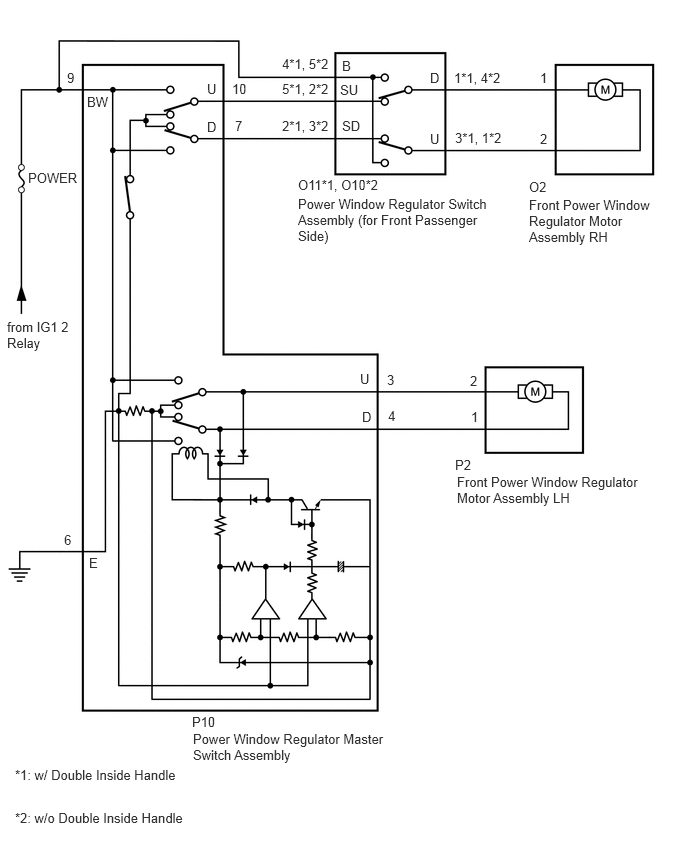 4*1, 5*2 B
9 D 1*1, 4*2 1
U 10 5*1, 2*2 SU M
BW
D 7 2*1, 3*2 SD
U 3*1, 1*2 2
POWER
O11*1, O10*2
Power Window Regulator Switch
Assembly (for Front Passenger
Side)
O2
Front Power Window
Regulator Motor
Assembly RH
from IG1 2
Relay
U 3 2
M
D 4 1
P2
Front Power Window Regulator
Motor Assembly LH
6
E
P10
Power Window Regulator Master
Switch Assembly
*1: w/ Double Inside Handle
*2: w/o Double Inside Handle